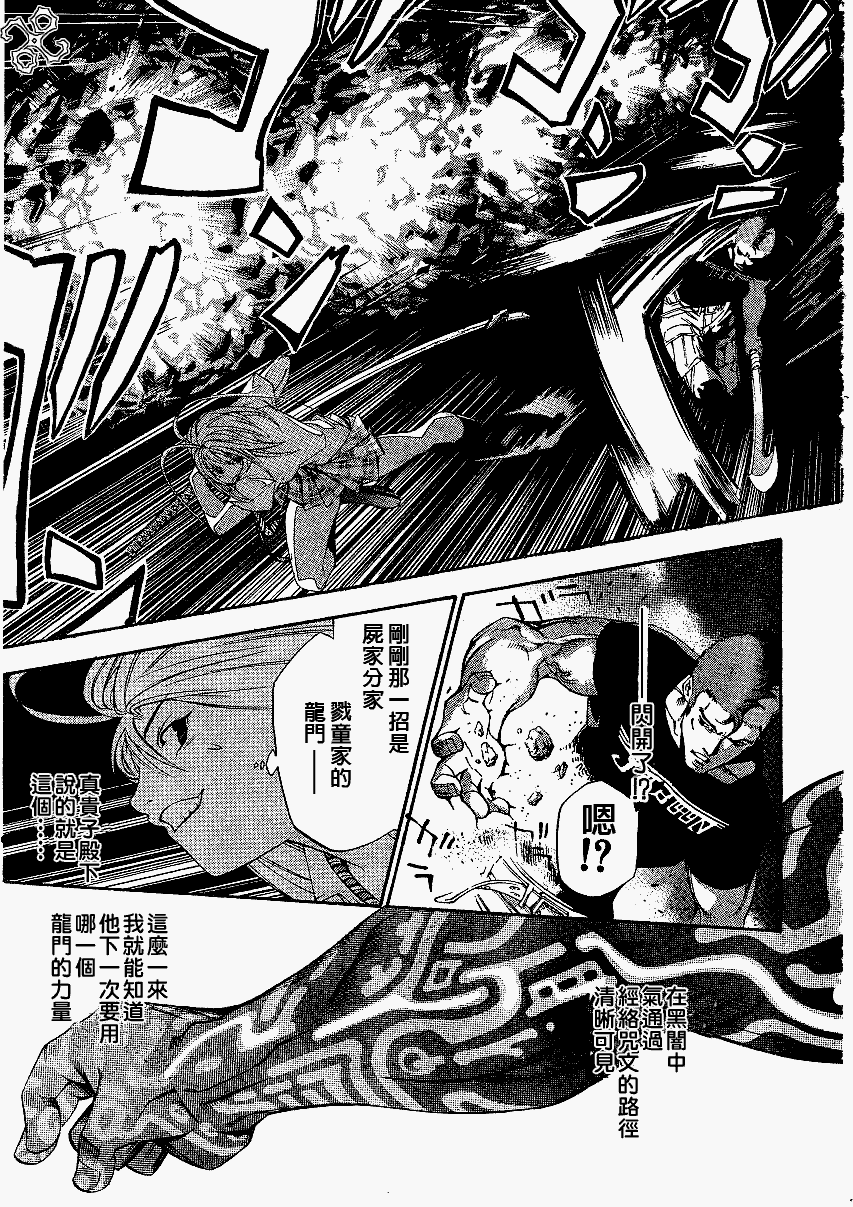 閃開了!?
嗯!?
剛剛那一招是
屍家分家
戮童家的
龍門——
真貴子殿下
說的就是
這個……
在黑闇中
氣通過
經絡咒文的路徑
清晰可見
這麼一來
我就能知道
他下一次要用
哪一個
龍門的力量